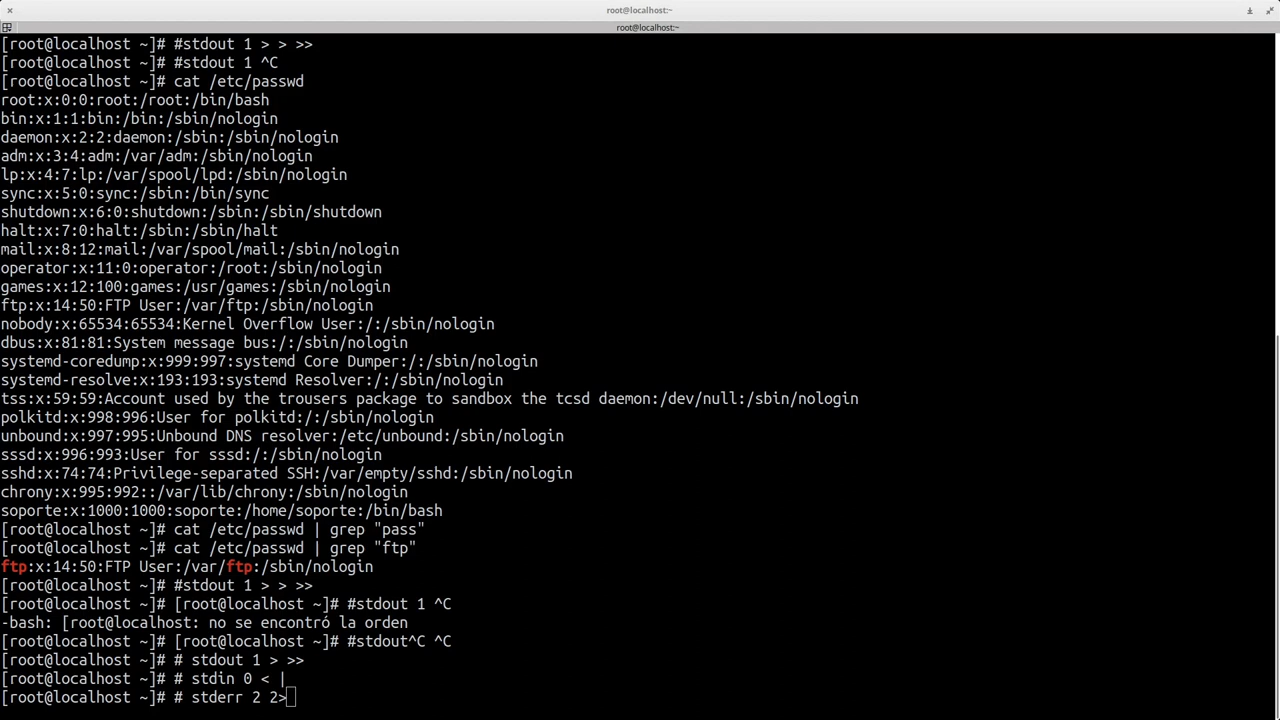 root@localhost:~
root@localhost:~
[root@localhost ~]# #stdout 1 > > >>
[root@localhost ~]# #stdout 1 ^C
[root@localhost ~]# cat /etc/passwd
root:x:0:0:root:/root:/bin/bash
bin:x:1:1:bin:/bin:/sbin/nologin
daemon:x:2:2:daemon:/sbin:/sbin/nologin
adm:x:3:4:adm:/var/adm:/sbin/nologin
lp:x:4:7:lp:/var/spool/lpd:/sbin/nologin
sync:x:5:0:sync:/sbin:/bin/sync
shutdown:x:6:0:shutdown:/sbin:/sbin/shutdown
halt:x:7:0:halt:/sbin:/sbin/halt
mail:x:8:12:mail:/var/spool/mail:/sbin/nologin
operator:x:11:0:operator:/root:/sbin/nologin
games:x:12:100:games:/usr/games:/sbin/nologin
ftp:x:14:50:FTP User:/var/ftp:/sbin/nologin
nobody:x:65534:65534:Kernel Overflow User:/:/sbin/nologin
dbus:x:81:81:System message bus:/:/sbin/nologin
systemd-coredump:x:999:997:systemd Core Dumper:/:/sbin/nologin
systemd-resolve:x:193:193:systemd Resolver:/:/sbin/nologin
tss:x:59:59:Account used by the trousers package to sandbox the tcsd daemon:/dev/null:/sbin/nologin
polkitd:x:998:996:User for polkitd:/:/sbin/nologin
unbound:x:997:995:Unbound DNS resolver:/etc/unbound:/sbin/nologin
sssd:x:996:993:User for sssd:/:/sbin/nologin
sshd:x:74:74:Privilege-separated SSH:/var/empty/sshd:/sbin/nologin
chrony:x:995:992::/var/lib/chrony:/sbin/nologin
soporte:x:1000:1000:soporte:/home/soporte:/bin/bash
[root@localhost ~]# cat /etc/passwd | grep "pass"
[root@localhost ~]# cat /etc/passwd | grep "ftp"
ftp:x:14:50:FTP User:/var/ftp:/sbin/nologin
[root@localhost ~]# #stdout 1 > > >>
[root@localhost ~]# [root@localhost ~]# #stdout 1 ^C
-bash: [root@localhost: no se encontró la orden
[root@localhost ~]# [root@localhost ~]# #stdout^C ^C
[root@localhost ~]# # stdout 1 > >>
[root@localhost ~]# # stdin 0 < |
[root@localhost ~]# # stderr 2 2>